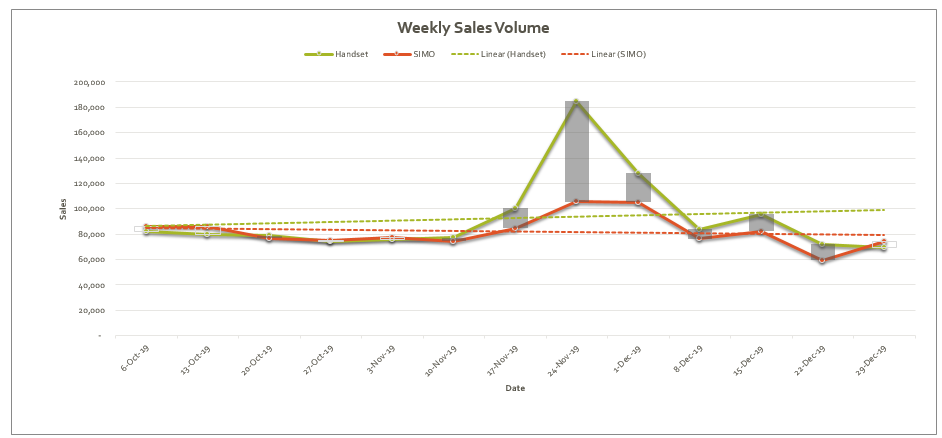 Weekly Sales Volume
Handset SIMO Linear (Handset) Linear (SIMO)
200,000
180,000
160,000
140,000
120,000
100,000
80,000
60,000
40,000
20,000
-
Sales
6-Oct-19 13-Oct-19 20-Oct-19 27-Oct-19 3-Nov-19 10-Nov-19 17-Nov-19 24-Nov-19 1-Dec-19 8-Dec-19 15-Dec-19 22-Dec-19 29-Dec-19
Date